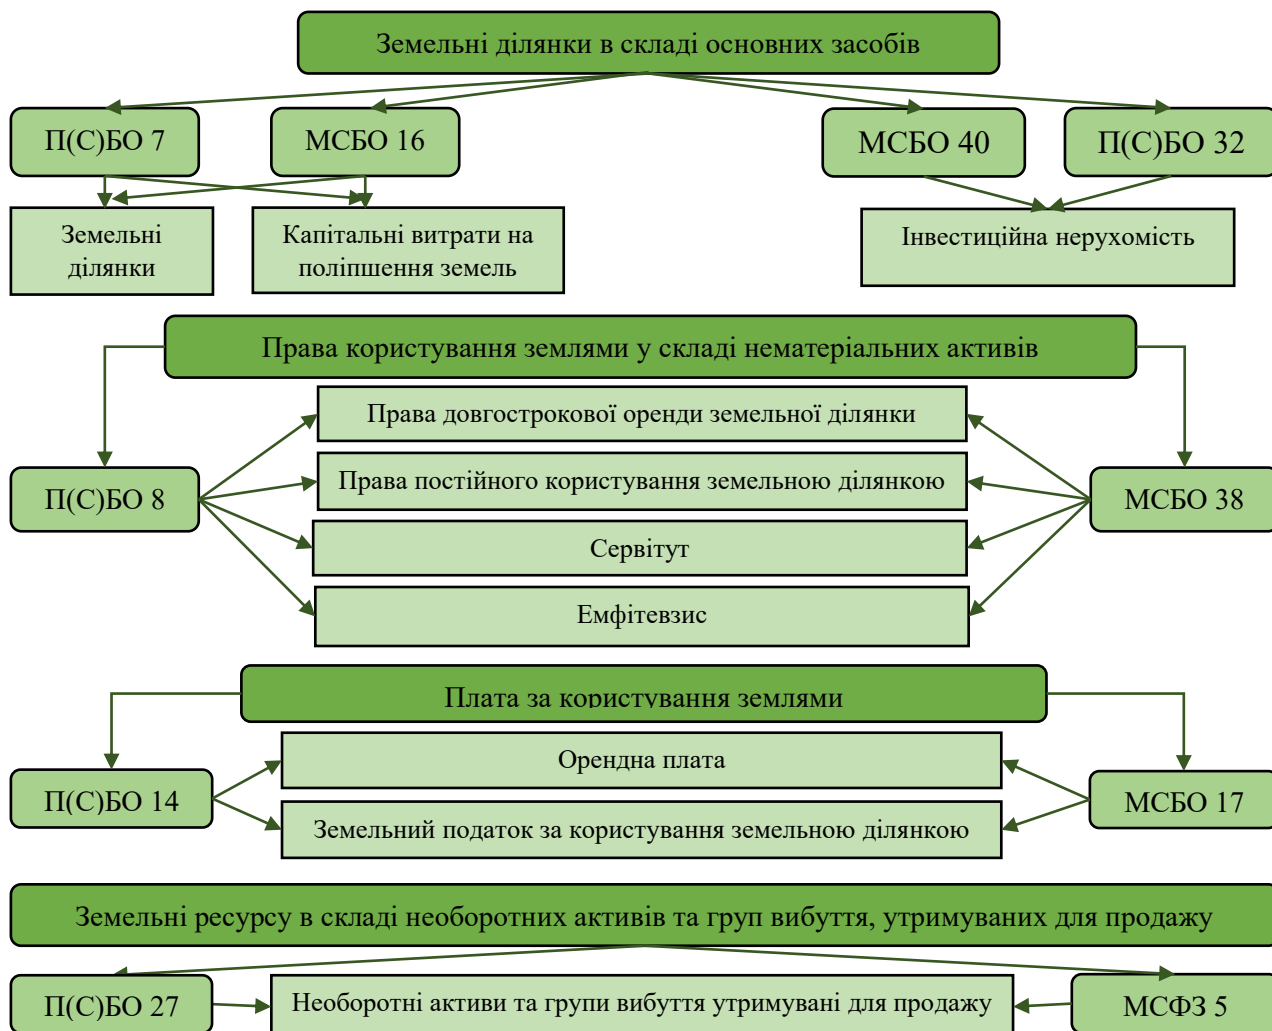 Земельні ділянки в складі основних засобів
П(С)БО 7
МСБО 16
МСБО 40
П(С)БО 32
Земельні
ділянки
Капітальні витрати на
поліпшення земель
Інвестиційна нерухомість
Права користування землями у складі нематеріальних активів
Права довгострокової оренди земельної ділянки
П(С)БО 8
Права постійного користування земельною ділянкою
МСБО 38
Сервітут
Емфітевзис
Плата за користування землями
Орендна плата
П(С)БО 14
МСБО 17
Земельний податок за користування земельною ділянкою
Земельні ресурсу в складі необоротних активів та груп вибуття, утримуваних для продажу
П(С)БО 27
Необоротні активи та групи вибуття утримувані для продажу
МСФЗ 5